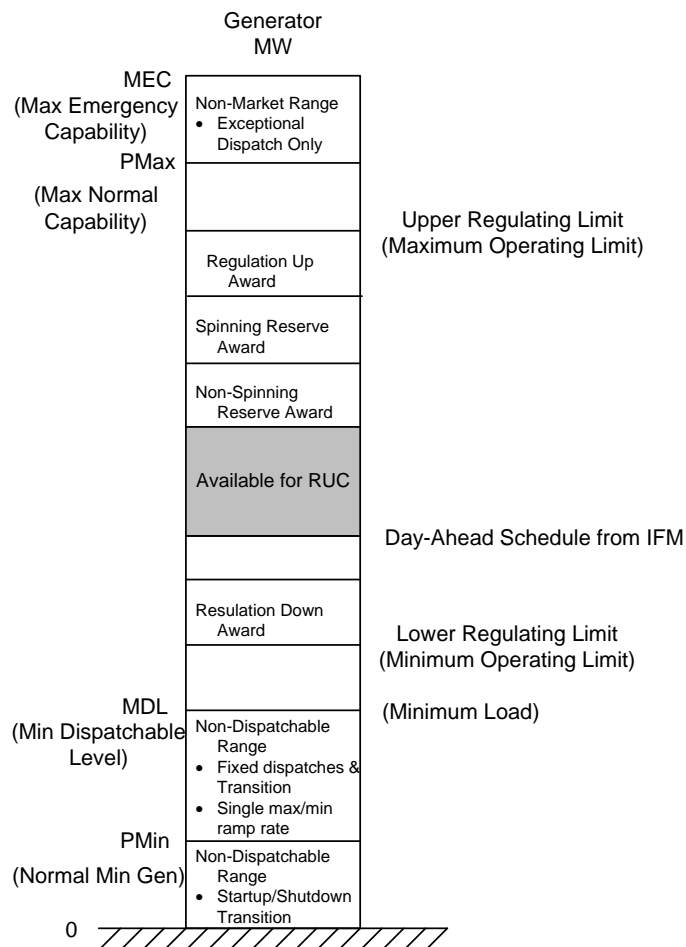 Generator
MW
MEC
(Max Emergency
Capability)
Non-Market Range
• Exceptional
Dispatch Only
PMax
(Max Normal
Capability)
Upper Regulating Limit
(Maximum Operating Limit)
Regulation Up
Award
Spinning Reserve
Award
Non-Spinning
Reserve Award
Available for RUC
Day-Ahead Schedule from IFM
Resulation Down
Award
Lower Regulating Limit
(Minimum Operating Limit)
MDL
(Min Dispatchable
Level)
(Minimum Load)
Non-Dispatchable
Range
• Fixed dispatches &
Transition
• Single max/min
ramp rate
PMin
(Normal Min Gen)
Non-Dispatchable
Range
• Startup/Shutdown
Transition
0